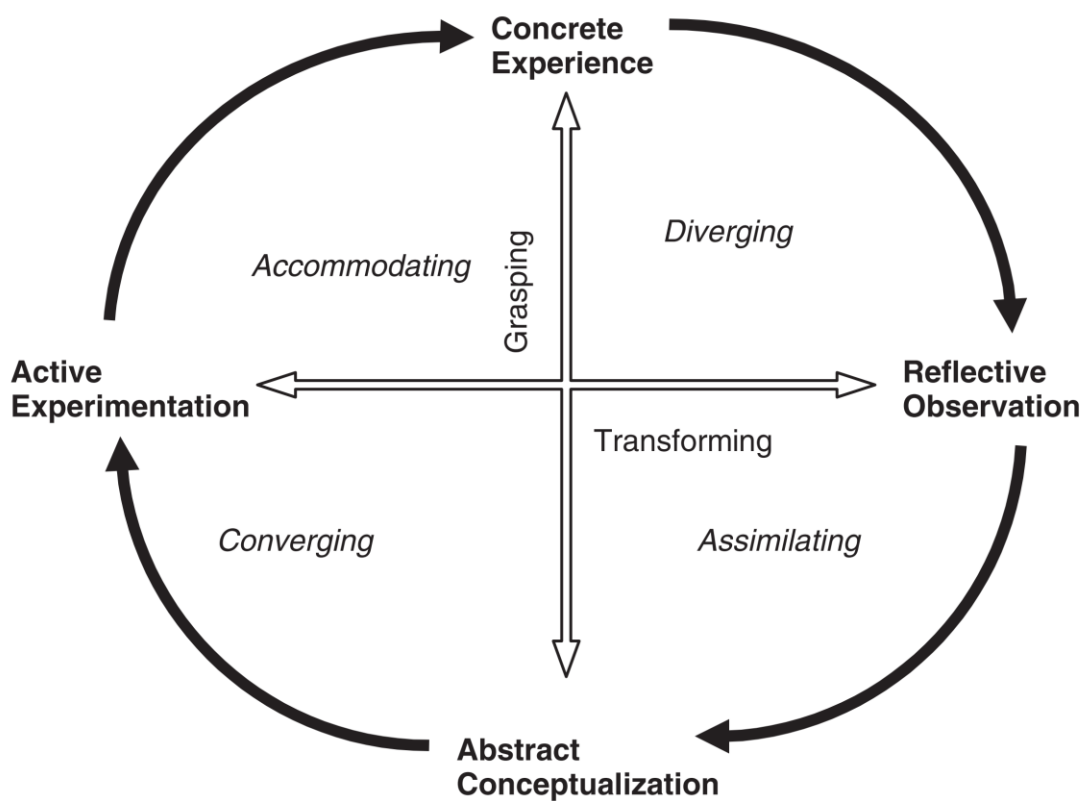 Concrete
Experience
Diverging
Accommodating
Grasping
Active
Experimentation
Reflective
Observation
Transforming
Converging
Assimilating
Abstract
Conceptualization